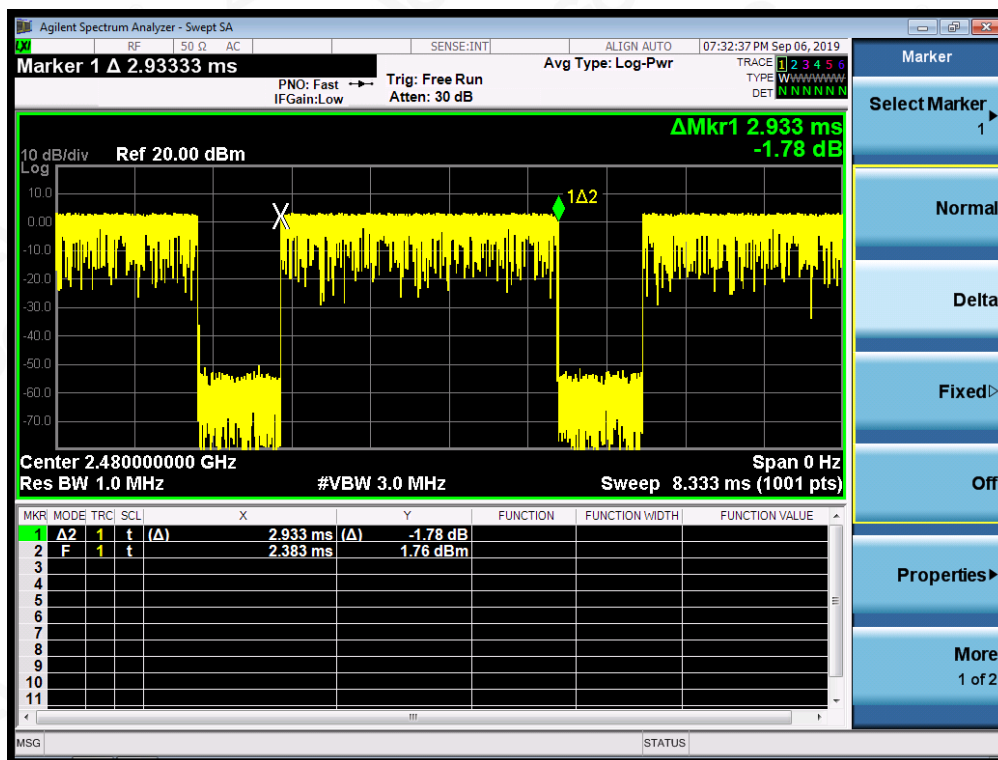 Agilent Spectrum Analyzer - Swept SA
LXI RF 50 Ω AC SENSE:INT ALIGN AUTO 07:32:37 PM Sep 06, 2019
Marker 1 Δ 2.93333 ms
PNO: Fast
IFGain:Low
Trig: Free Run
Atten: 30 dB
Avg Type: Log-Pwr
TRACE 1 2 3 4 5 6
TYPE WWWWWWW
DET N N N N N N
ΔMkr1 2.933 ms
-1.78 dB
10 dB/div Ref 20.00 dBm
Log
10.0
0.00
-10.0
-20.0
-30.0
-40.0
-50.0
-60.0
-70.0
X
1Δ2
Center 2.480000000 GHz Span 0 Hz
Res BW 1.0 MHz #VBW 3.0 MHz Sweep 8.333 ms (1001 pts)
MKR MODE TRC SCL X Y FUNCTION FUNCTION WIDTH FUNCTION VALUE
1 Δ2 1 t (Δ) 2.933 ms (Δ) -1.78 dB
2 F 1 t 2.383 ms 1.76 dBm
3
4
5
6
7
8
9
10
11
MSG STATUS
Marker
Select Marker
1
Normal
Delta
Fixed
Off
Properties
More
1 of 2